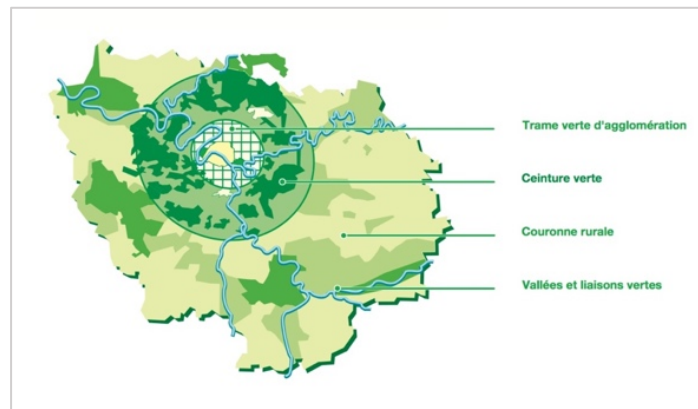 Trame verte d'agglomération
Ceinture verte
Couronne rurale
Vallées et liaisons vertes